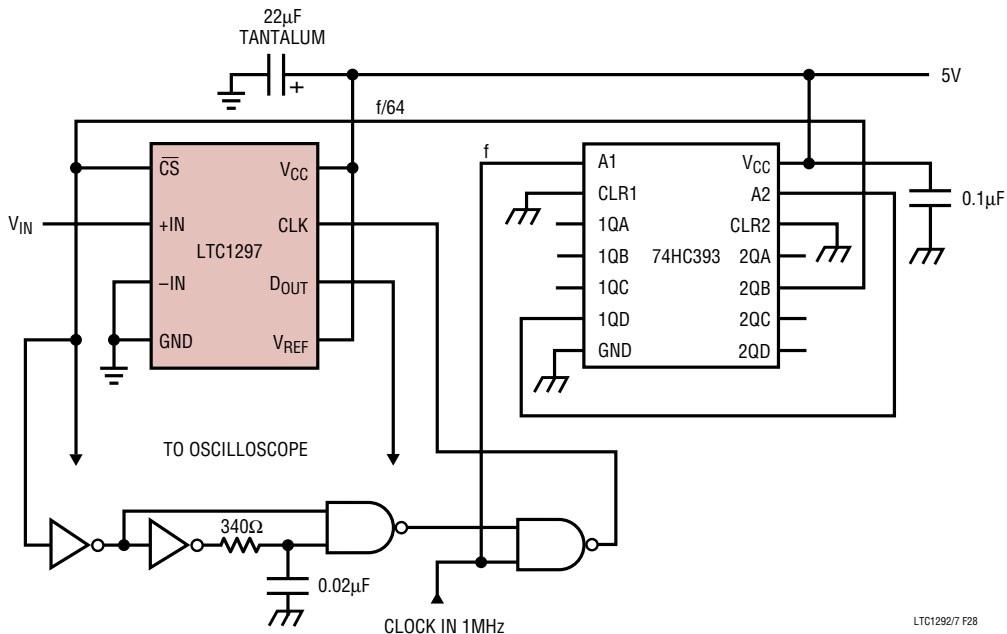 22µF
TANTALUM
5V
f/64
f
CS
VCC
+IN
CLK
LTC1297
–IN
DOUT
GND
VREF
VIN
A1
VCC
CLR1
A2
1QA
CLR2
1QB
74HC393
2QA
1QC
2QB
1QD
2QC
GND
2QD
0.1µF
TO OSCILLOSCOPE
340Ω
0.02µF
CLOCK IN 1MHz
LTC1292/7 F28